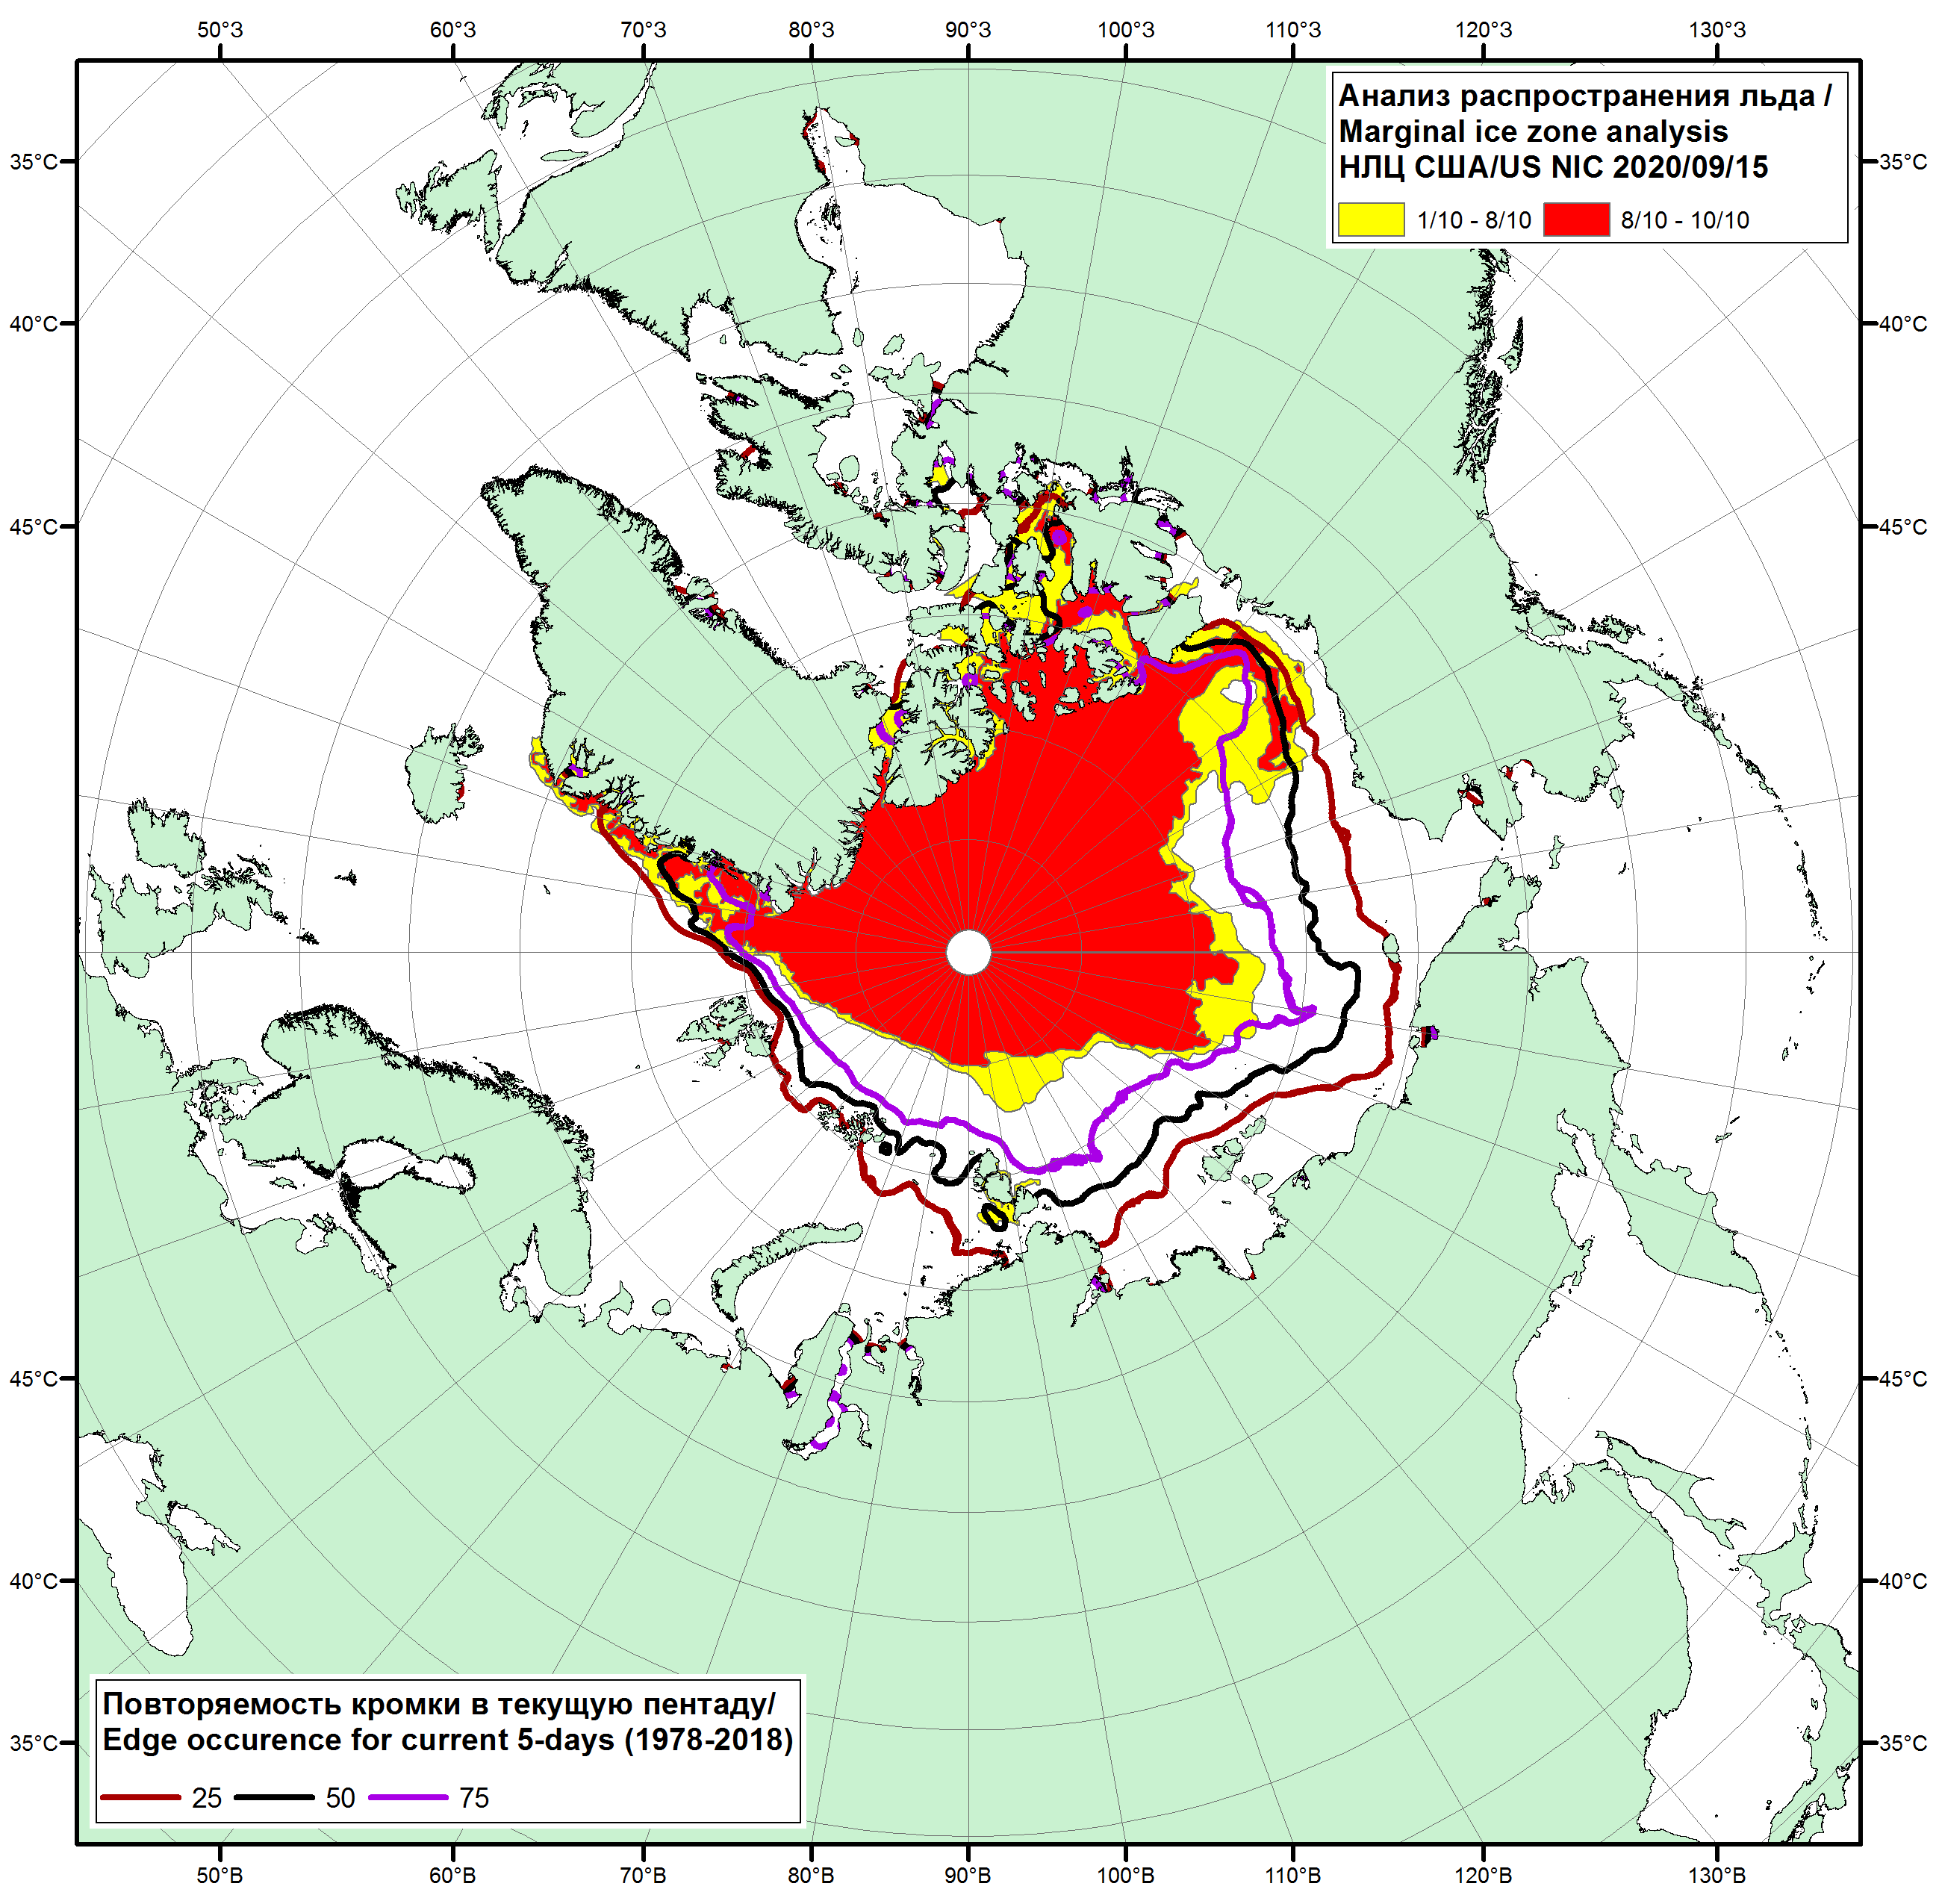 50°З 60°З 70°З 80°З 90°З 100°З 110°З 120°З 130°З
Анализ распространения льда /
Marginal ice zone analysis
НЛЦ США/US NIC 2020/09/15
1/10 - 8/10 8/10 - 10/10
35°С 35°С
40°С 40°С
45°С 45°С
45°С 45°С
40°С 40°С
35°С 35°С
Повторяемость кромки в текущую пентаду/
Edge occurence for current 5-days (1978-2018)
25 50 75
50°В 60°В 70°В 80°В 90°В 100°В 110°В 120°В 130°В